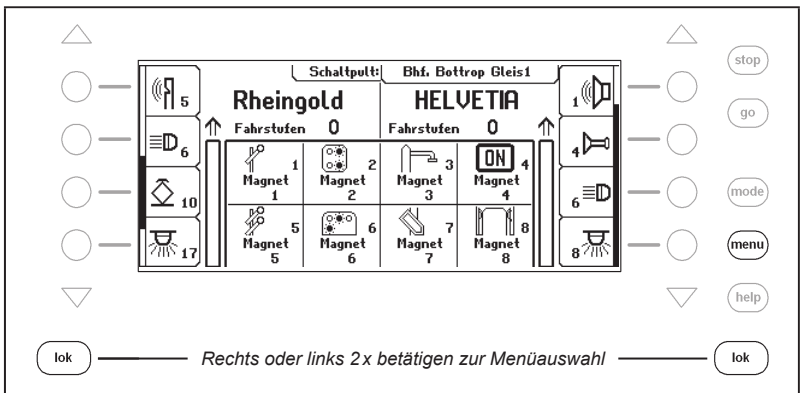 stop
Schaltpult: Bhf. Bottrop Gleis1
5
Rheingold HELVETIA
1
go
Fahrstufen 0 Fahrstufen 0
6
4
1 2 3 ON 4
Magnet Magnet Magnet Magnet
1 2 3 4
10
6
mode
5 6 7 8
Magnet Magnet Magnet Magnet
5 6 7 8
17
8
menu
help
lok Rechts oder links 2x betätigen zur Menüauswahl lok